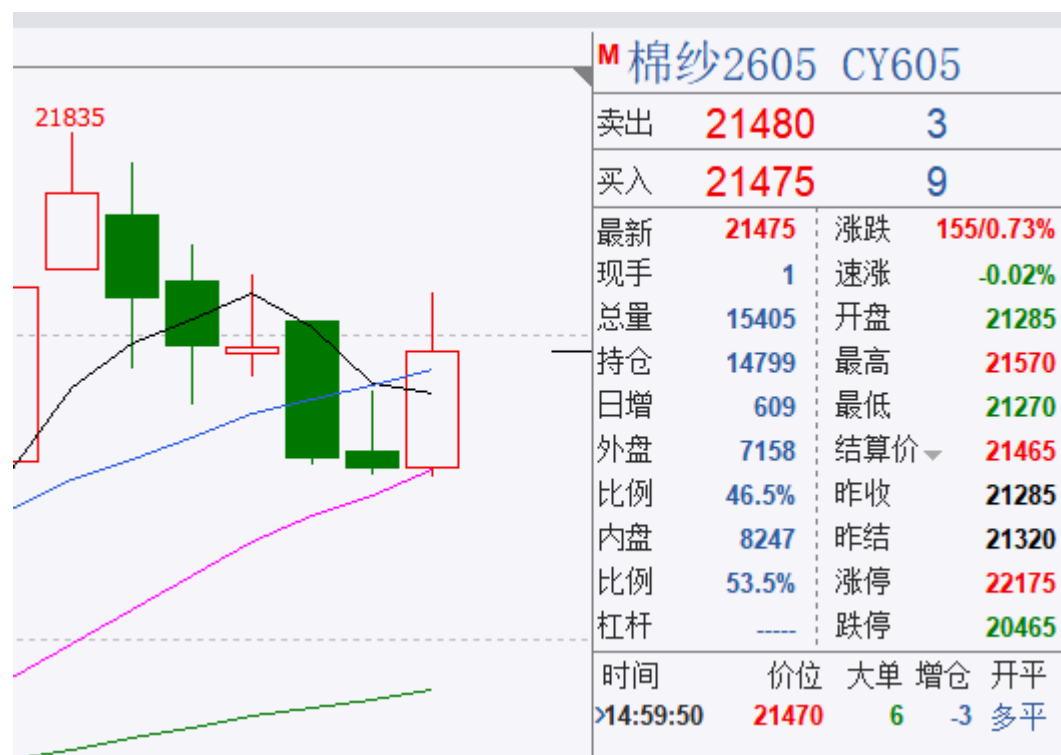 M 棉纱2605 CY605
21835
卖出 21480 3
买入 21475 9
最新 21475 涨跌 155/0.73%
现手 1 速涨 -0.02%
总量 15405 开盘 21285
持仓 14799 最高 21570
日增 609 最低 21270
外盘 7158 结算价 21465
比例 46.5% 昨收 21285
内盘 8247 昨结 21320
比例 53.5% 涨停 22175
杠杆 ----- 跌停 20465
时间 价位 大单 增仓 开平
14:59:50 21470 6 -3 多平